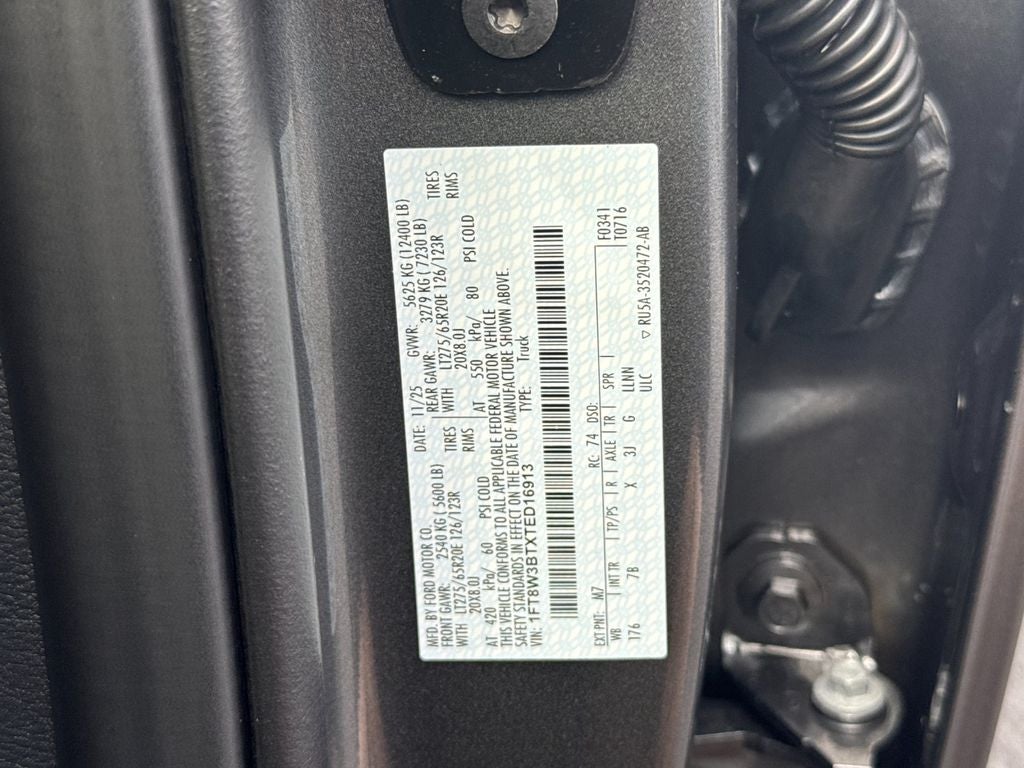 MFD. BY FORD MOTOR CO. DATE: 11/25 GVWR: 5625 KG (12400 LB)
FRONT GAWR: 2540 KG ( 5600 LB) REAR GAWR: 3279 KG ( 7230 LB)
WITH LT275/65R20E 126/123R TIRES WITH LT275/65R20E 126/123R TIRES
20X8.0J RIMS 20X8.0J RIMS
AT 420 kPa/ 60 PSI COLD AT 550 kPa/ 80 PSI COLD
THIS VEHICLE CONFORMS TO ALL APPLICABLE FEDERAL MOTOR VEHICLE
SAFETY STANDARDS IN EFFECT ON THE DATE OF MANUFACTURE SHOWN ABOVE.
VIN: 1FT8W3BTXTED16913 TYPE: Truck
EXT PNT: M7 RC: 74 DSO: F0341
WB | INT TR | TP/PS | R | AXLE | TR | SPR | T0716
176 7B X 3J G LLNN
ULC ▽ RU5A-3520472-AB